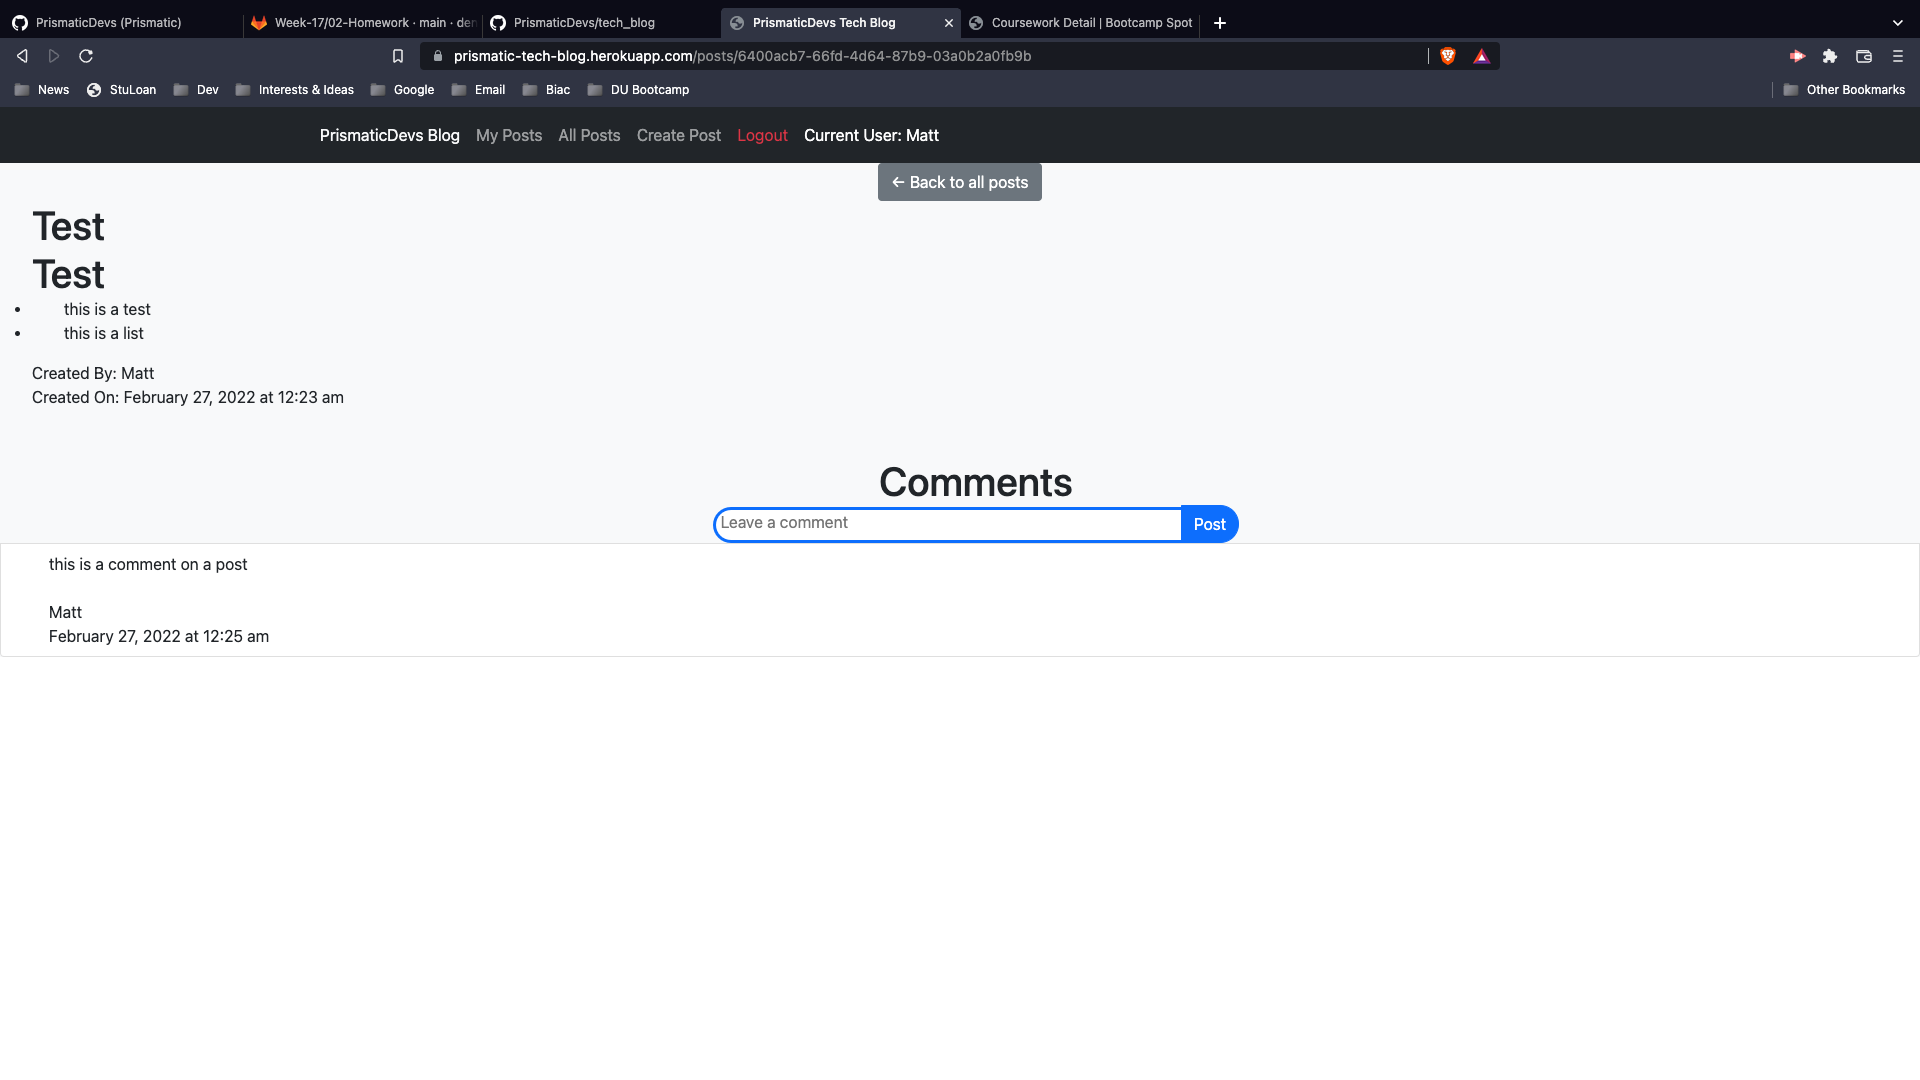 PrismaticDevs (Prismatic)
Week-17/02-Homework · main · den
PrismaticDevs/tech_blog
PrismaticDevs Tech Blog
Coursework Detail | Bootcamp Spot
prismatic-tech-blog.herokuapp.com/posts/6400acb7-66fd-4d64-87b9-03a0b2a0fb9b
News StuLoan Dev Interests & Ideas Google Email Biac DU Bootcamp Other Bookmarks
PrismaticDevs Blog My Posts All Posts Create Post Logout Current User: Matt
← Back to all posts
Test
Test
• this is a test
• this is a list
Created By: Matt
Created On: February 27, 2022 at 12:23 am
Comments
Leave a comment Post
this is a comment on a post
Matt
February 27, 2022 at 12:25 am